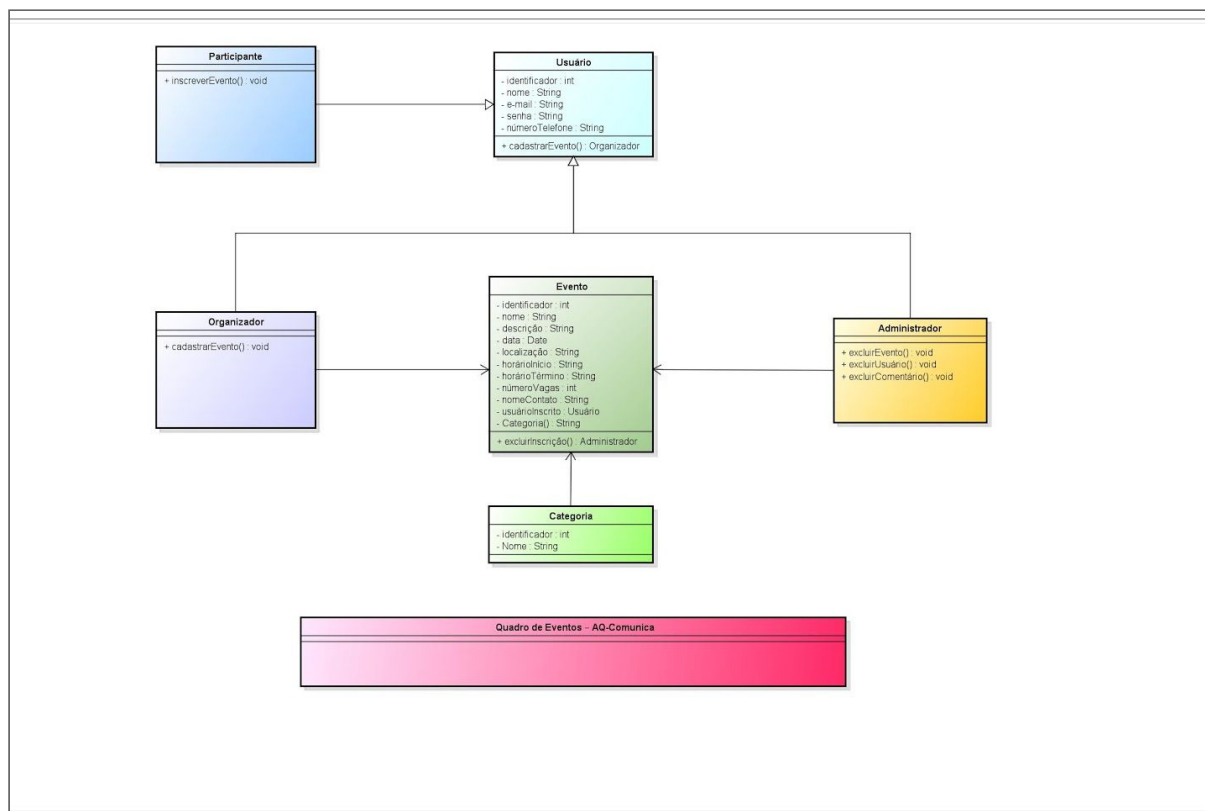 Participante
+ inscreverEvento() : void
Usuário
- identificador : int
- nome : String
- e-mail : String
- senha : String
- númeroTelefone : String
+ cadastrarEvento() : Organizador
Organizador
+ cadastrarEvento() : void
Evento
- identificador : int
- nome : String
- descrição : String
- data : Date
- localização : String
- horárioInício : String
- horárioTérmino : String
- númeroVagas : int
- nomeContato : String
- usuárioInscrito : Usuário
- Categoria() : String
+ excluirInscrição() : Administrador
Administrador
+ excluirEvento() : void
+ excluirUsuário() : void
+ excluirComentário() : void
Categoria
- identificador : int
- Nome : String
Quadro de Eventos – AQ-Comunica